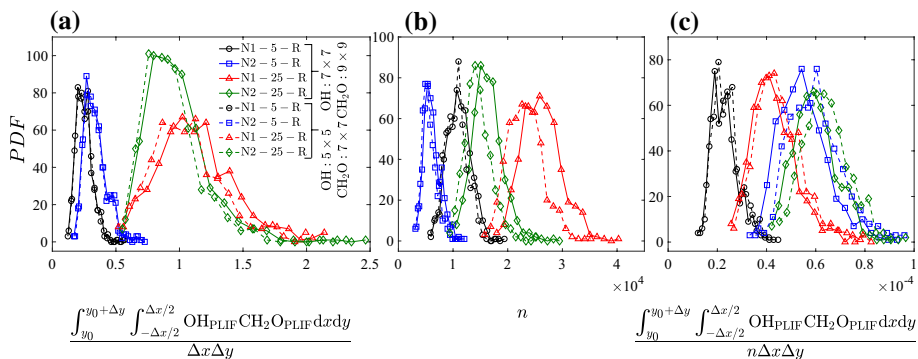 (a)
PDF
100
80
60
40
20
0
0 0.5 1 1.5 2 2.5
N1−5−R
N2−5−R
N1−25−R
N2−25−R
N1−5−R
N2−5−R
N1−25−R
N2−25−R
OH : 7 × 7
CH₂O : 9 × 9
OH : 5 × 5
CH₂O : 7 × 7
∫_{y₀}^{y₀+Δy} ∫_{−Δx/2}^{Δx/2} OH_PLIF CH₂O_PLIF dxdy
ΔxΔy
(b)
100
80
60
40
20
0
0 1 2 3 4
×10⁴
n
(c)
80
60
40
20
0
0 0.2 0.4 0.6 0.8 1
×10⁻⁴
∫_{y₀}^{y₀+Δy} ∫_{−Δx/2}^{Δx/2} OH_PLIF CH₂O_PLIF dxdy
nΔxΔy